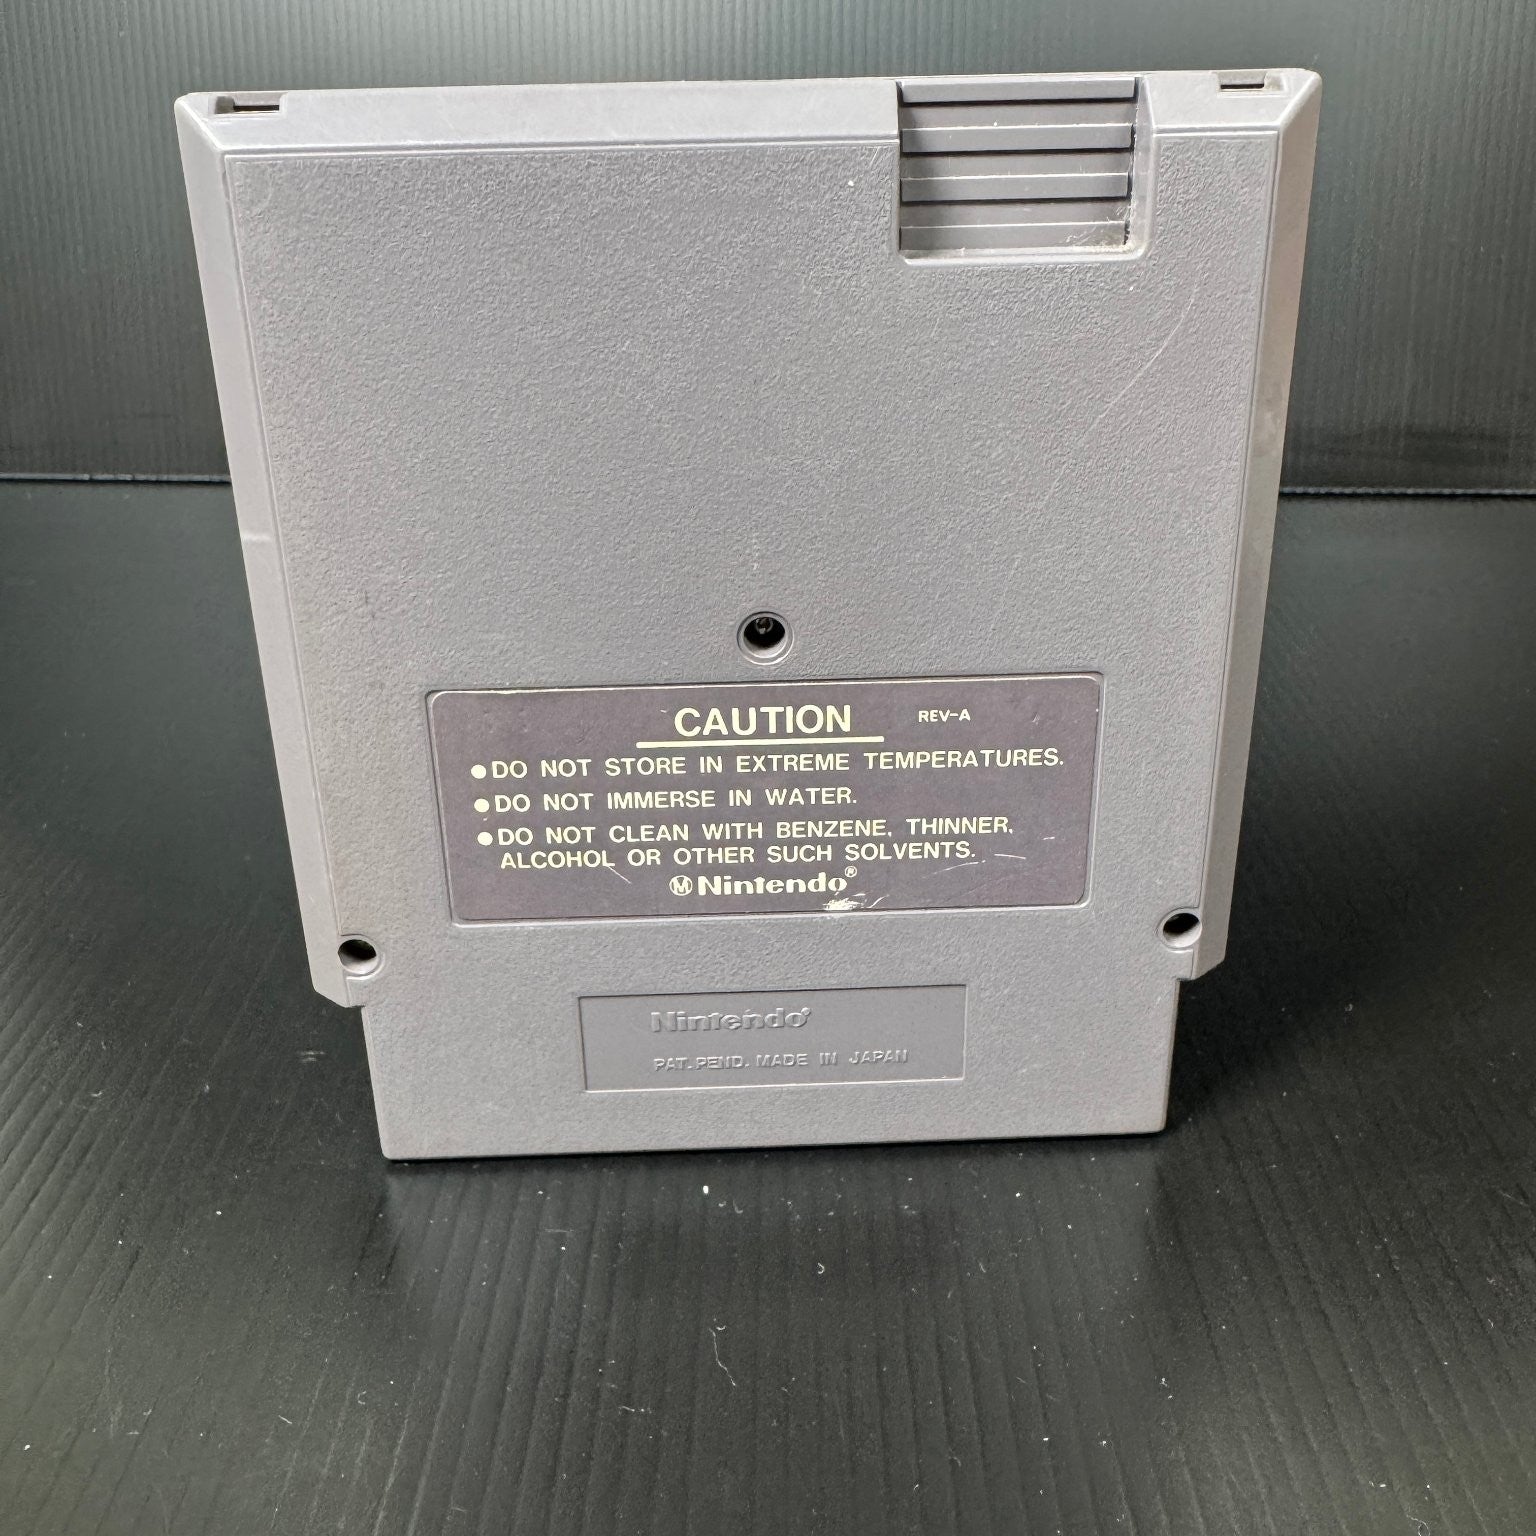 CAUTION REV-A
●DO NOT STORE IN EXTREME TEMPERATURES.
●DO NOT IMMERSE IN WATER.
●DO NOT CLEAN WITH BENZENE, THINNER,
ALCOHOL OR OTHER SUCH SOLVENTS.
Ⓜ Nintendo®
Nintendo®
PAT. PEND. MADE IN JAPAN